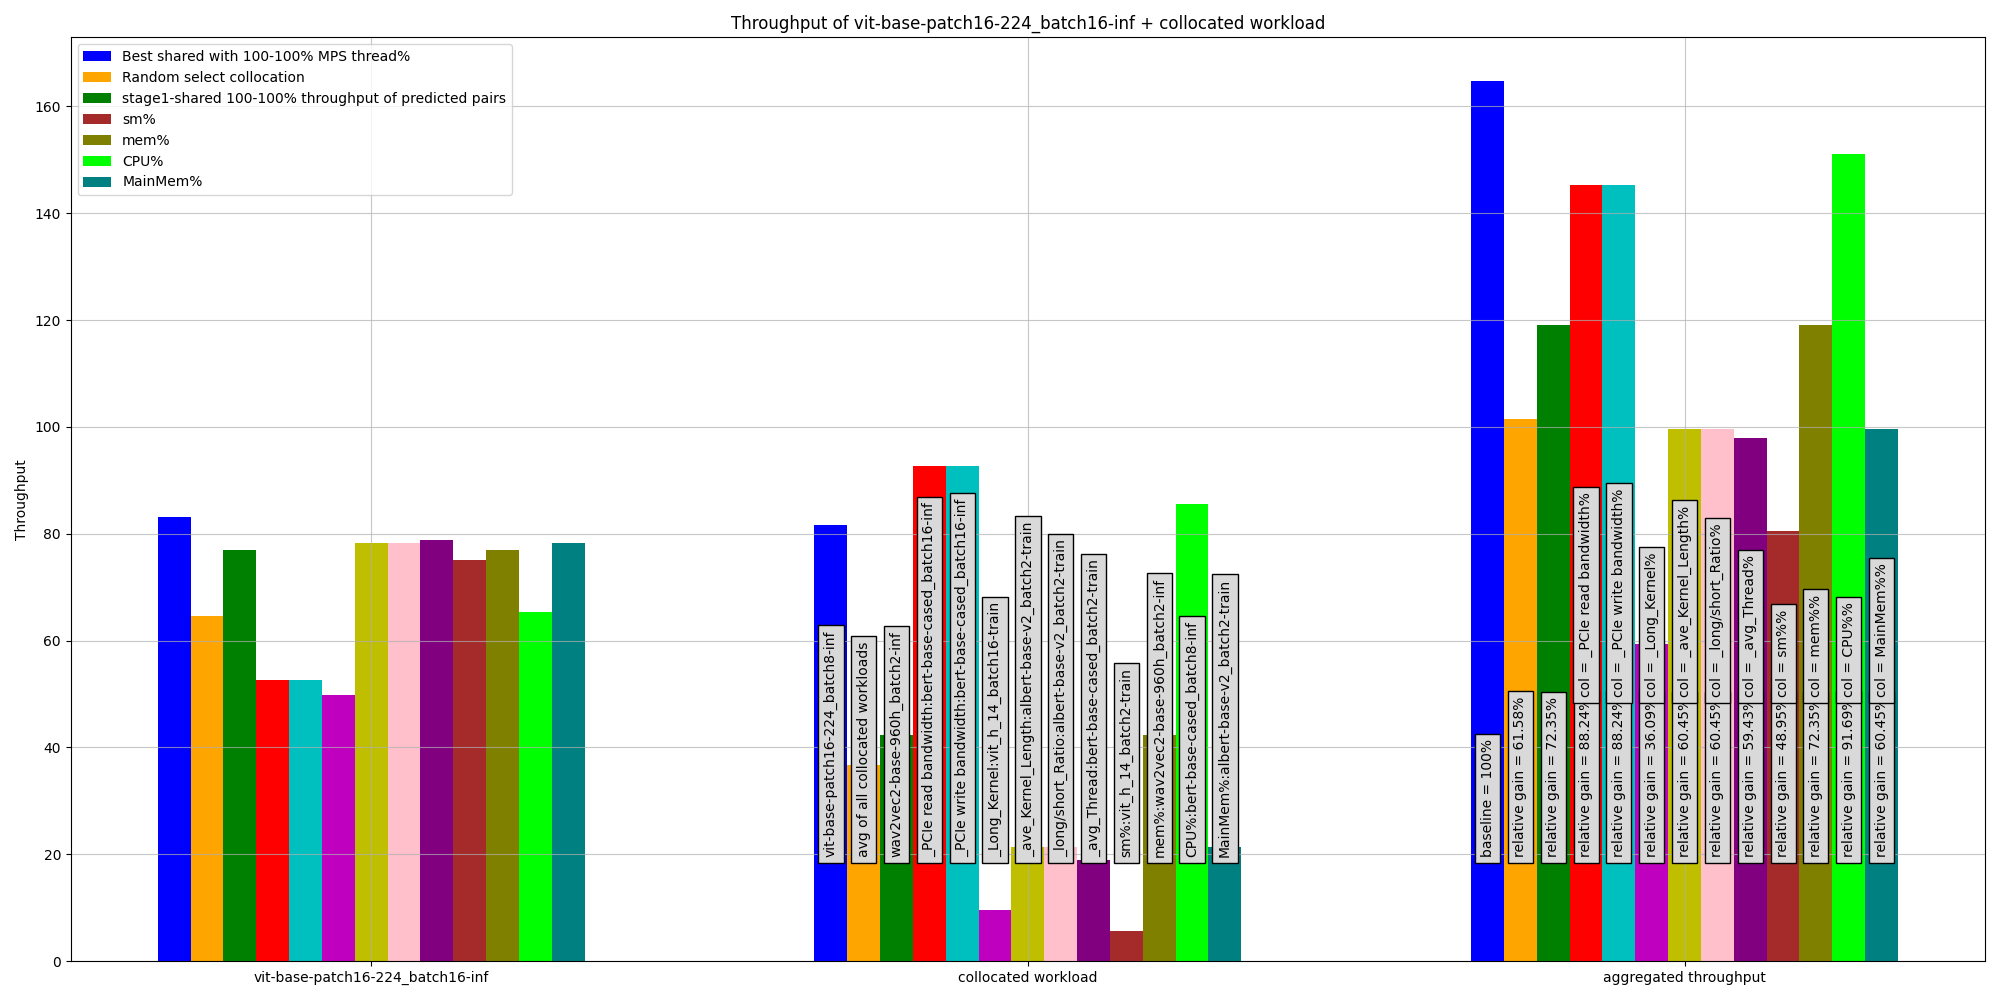 Throughput of vit-base-patch16-224_batch16-inf + collocated workload
Best shared with 100-100% MPS thread%
Random select collocation
stage1-shared 100-100% throughput of predicted pairs
sm%
mem%
CPU%
MainMem%
Throughput
160
140
120
100
80
60
40
20
0
vit-base-patch16-224_batch8-inf
avg of all collocated workloads
wav2vec2-base-960h_batch2-inf
_PCIe read bandwidth:bert-base-cased_batch16-inf
_PCIe write bandwidth:bert-base-cased_batch16-inf
_Long_Kernel:vit_h_14_batch16-train
_ave_Kernel_Length:albert-base-v2_batch2-train
_long/short_Ratio:albert-base-v2_batch2-train
_avg_Thread:bert-base-cased_batch2-train
sm%:vit_h_14_batch2-train
mem%:wav2vec2-base-960h_batch2-inf
CPU%:bert-base-cased_batch8-inf
MainMem%:albert-base-v2_batch2-train
baseline = 100%
relative gain = 61.58%
relative gain = 72.35%
relative gain = 88.24%
col = _PCIe read bandwidth%
relative gain = 88.24%
col = _PCIe write bandwidth%
relative gain = 36.09%
col = _Long_Kernel%
relative gain = 60.45%
col = _ave_Kernel_Length%
relative gain = 60.45%
col = _long/short_Ratio%
relative gain = 59.43%
col = _avg_Thread%
relative gain = 48.95%
col = sm%%
relative gain = 72.35%
col = mem%%
relative gain = 91.69%
col = CPU%%
relative gain = 60.45%
col = MainMem%%
vit-base-patch16-224_batch16-inf
collocated workload
aggregated throughput